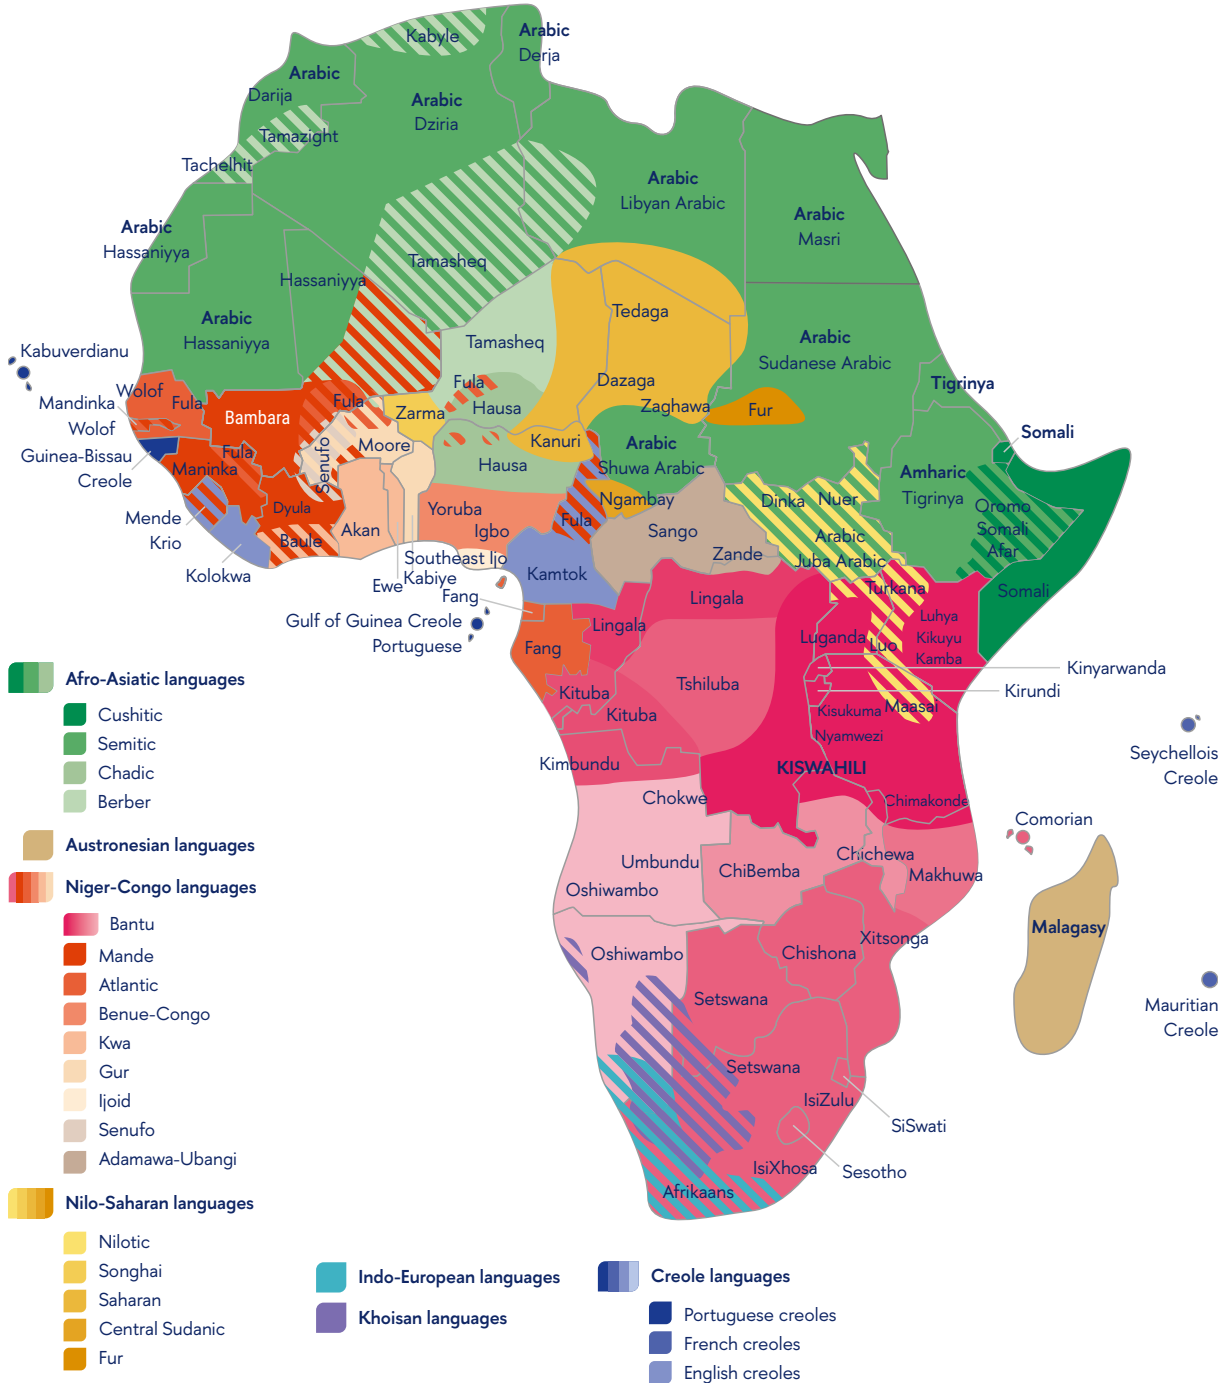 Kabyle
Arabic
Derja
Arabic
Darija
Arabic
Dziria
Tamazight
Tachelhit
Arabic
Libyan Arabic
Arabic
Masri
Arabic
Hassaniyya
Hassaniyya
Tamasheq
Arabic
Hassaniyya
Tedaga
Tamasheq
Arabic
Sudanese Arabic
Kabuverdianu
Tigrinya
Wolof
Fula
Mandinka
Wolof
Bambara
Fula
Zarma
Fula
Hausa
Dazaga
Zaghawa
Fur
Guinea-Bissau
Creole
Maninka
Fula
Senufo
Moore
Hausa
Kanuri
Arabic
Shuwa Arabic
Somali
Amharic
Tigrinya
Oromo
Somali
Afar
Mende
Krio
Dyula
Baule
Akan
Yoruba
Igbo
Fula
Ngambay
Sango
Zande
Dinka
Nuer
Arabic
Juba Arabic
Kolokwa
Ewe
Kabiye
Southeast Ijo
Fang
Kamtok
Lingala
Turkana
Somali
Gulf of Guinea Creole
Portuguese
Fang
Lingala
Luganda
Luo
Luhya
Kikuyu
Kamba
Kinyarwanda
Kirundi
Kituba
Kituba
Tshiluba
Kisukuma
Nyamwezi
Maasai
Seychellois
Creole
Kimbundu
KISWAHILI
Chokwe
Chimakonde
Comorian
Umbundu
Oshiwambo
ChiBemba
Chichewa
Makhuwa
Malagasy
Oshiwambo
Chishona
Xitsonga
Setswana
Mauritian
Creole
Setswana
IsiZulu
SiSwati
IsiXhosa
Sesotho
Afrikaans
Afro-Asiatic languages
Cushitic
Semitic
Chadic
Berber
Austronesian languages
Niger-Congo languages
Bantu
Mande
Atlantic
Benue-Congo
Kwa
Gur
Ijoid
Senufo
Adamawa-Ubangi
Nilo-Saharan languages
Nilotic
Songhai
Saharan
Central Sudanic
Fur
Indo-European languages
Khoisan languages
Creole languages
Portuguese creoles
French creoles
English creoles